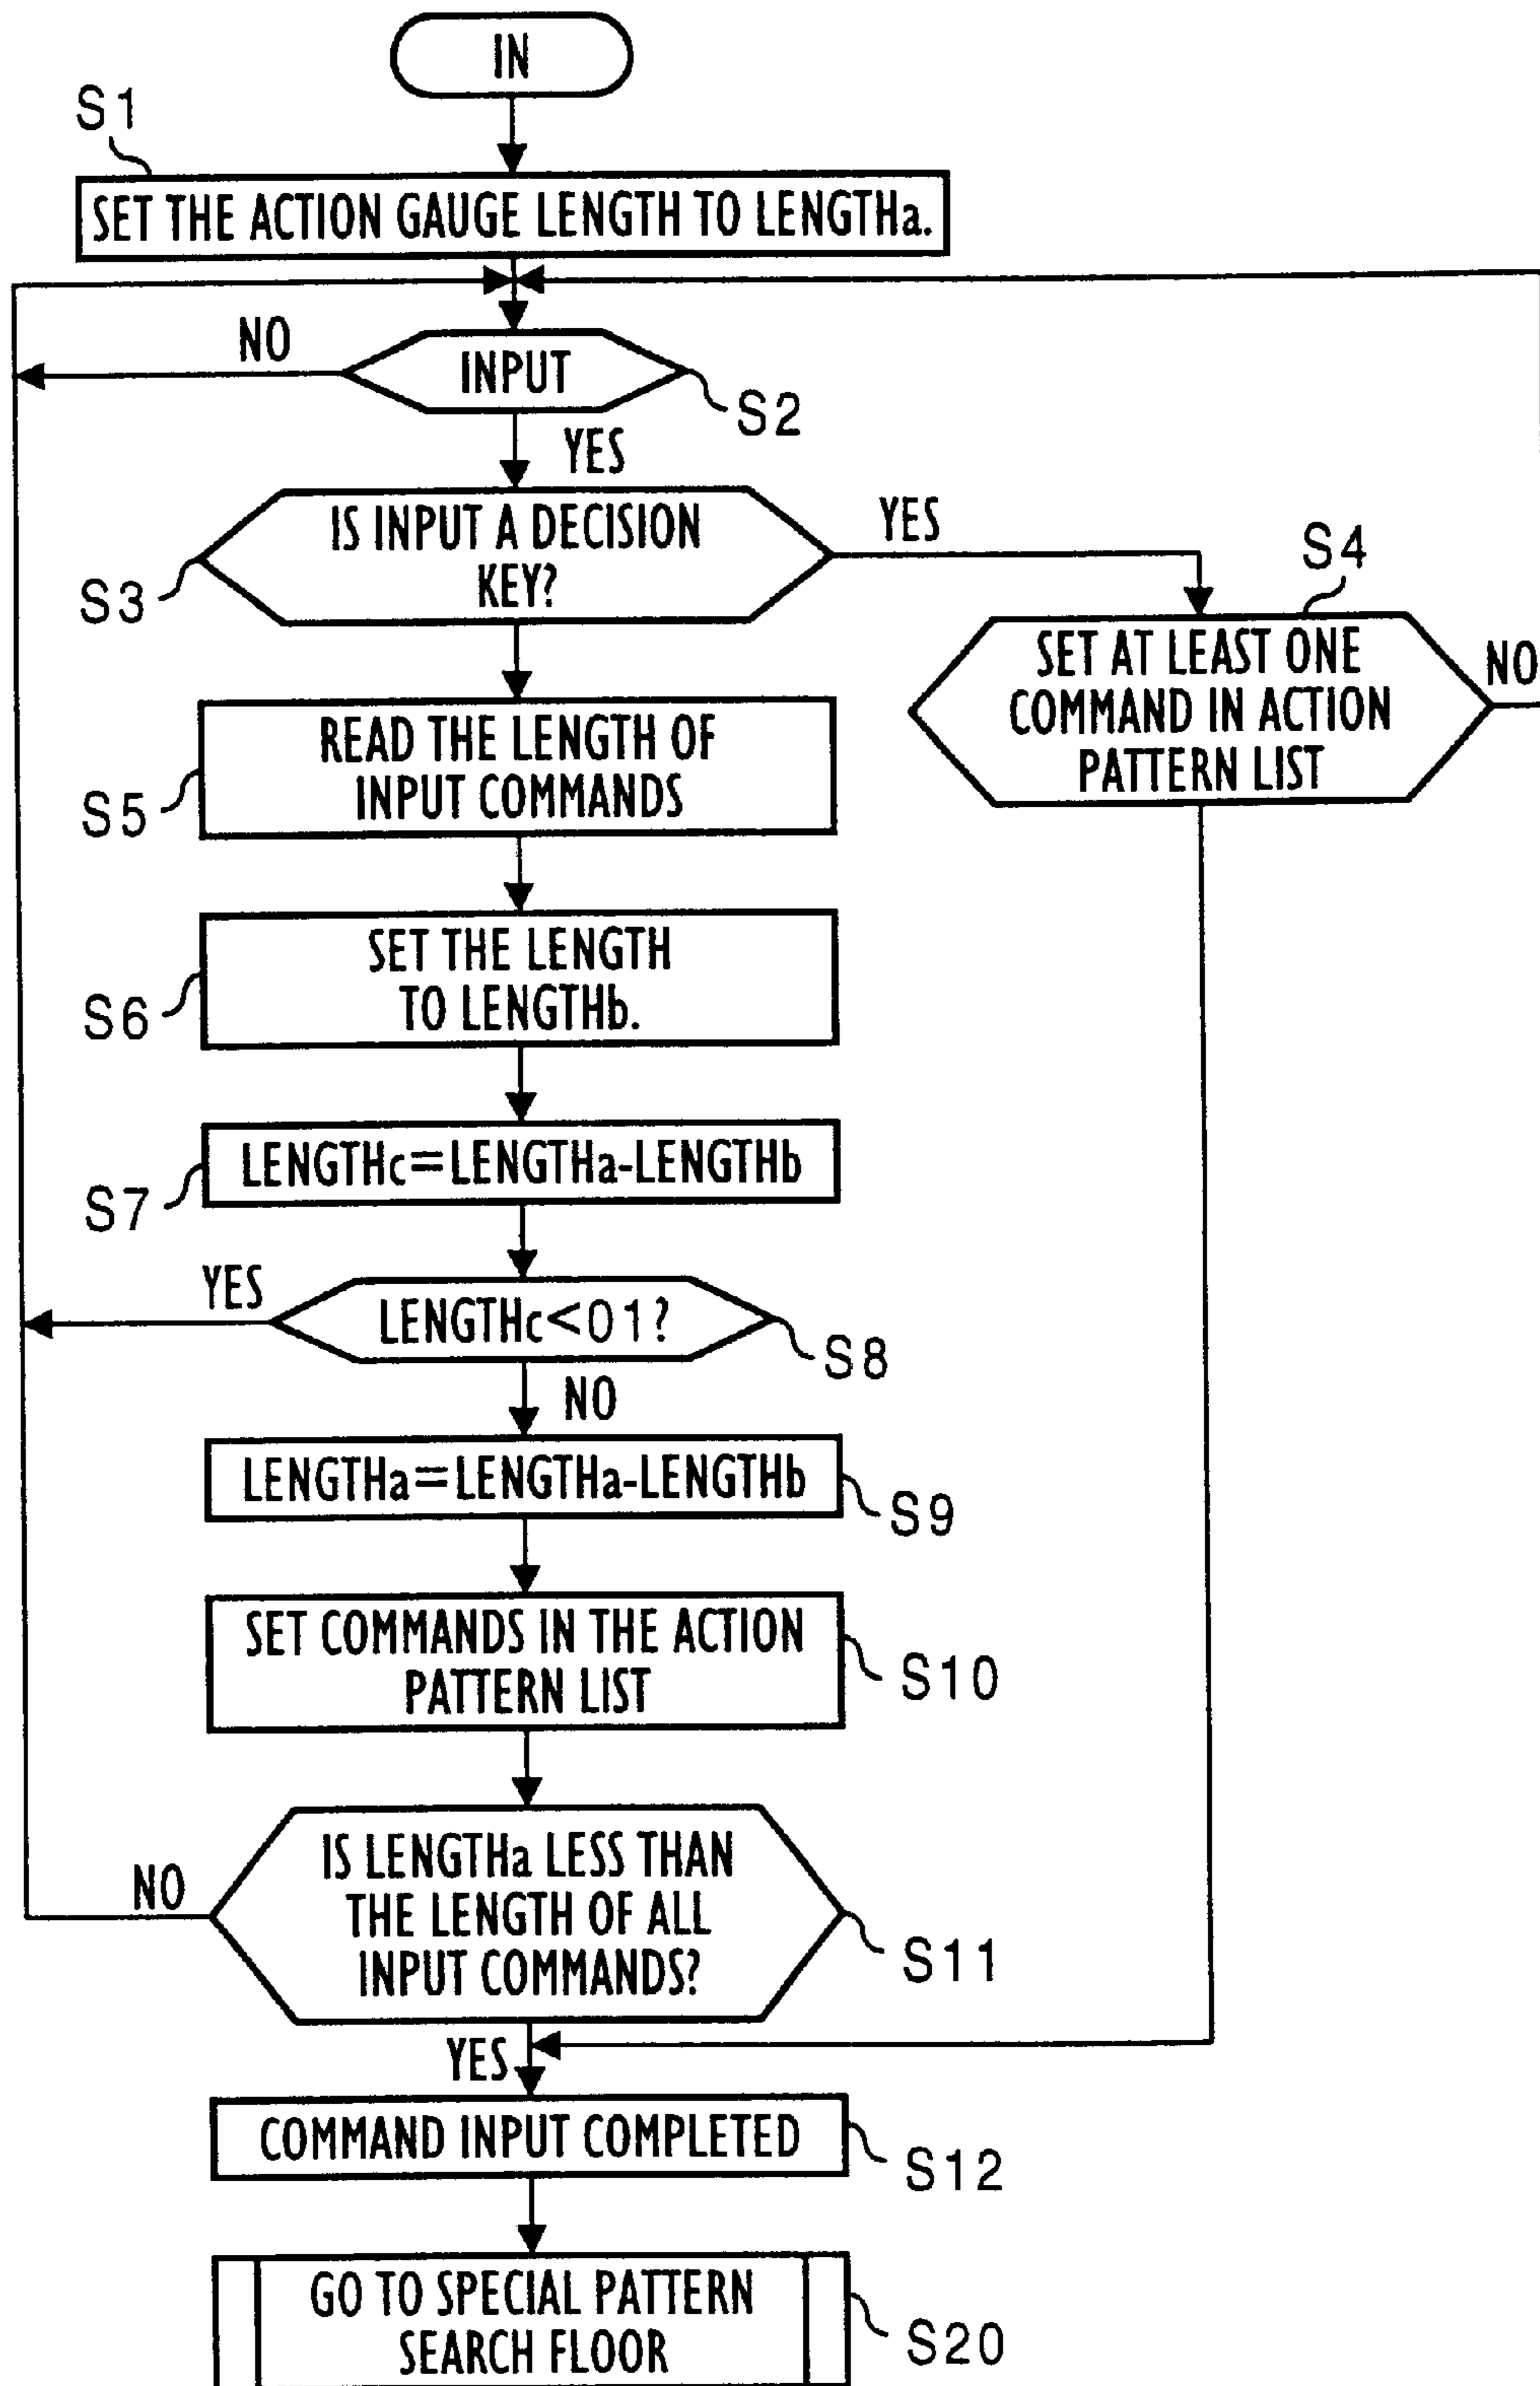 IN
S1
SET THE ACTION GAUGE LENGTH TO LENGTHa.
NO
INPUT
S2
YES
IS INPUT A DECISION
KEY?
YES
S3
S4
SET AT LEAST ONE
COMMAND IN ACTION
PATTERN LIST
NO
READ THE LENGTH OF
INPUT COMMANDS
S5
SET THE LENGTH
TO LENGTHb.
S6
LENGTHc=LENGTHa-LENGTHb
S7
YES
LENGTHc<01?
S8
NO
LENGTHa=LENGTHa-LENGTHb
S9
SET COMMANDS IN THE ACTION
PATTERN LIST
S10
IS LENGTHa LESS THAN
THE LENGTH OF ALL
INPUT COMMANDS?
NO
S11
YES
COMMAND INPUT COMPLETED
S12
GO TO SPECIAL PATTERN
SEARCH FLOOR
S20